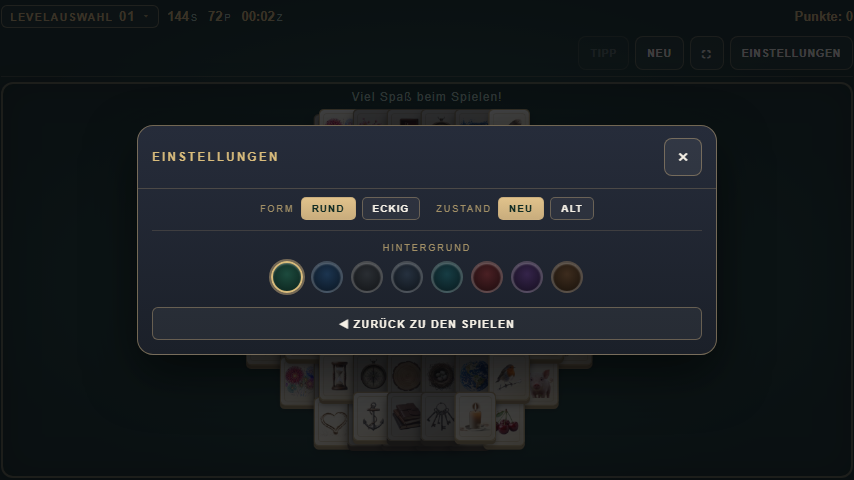 LEVELAUSWAHL 01 144S 72P 00:02Z Punkte: 0
TIPP NEU EINSTELLUNGEN
Viel Spaß beim Spielen!
EINSTELLUNGEN
FORM RUND ECKIG ZUSTAND NEU ALT
HINTERGRUND
ZURÜCK ZU DEN SPIELEN